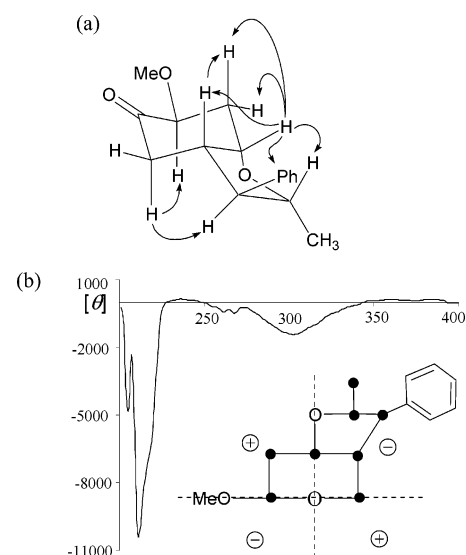 (a)
H
MeO
H
H
O
H
H
H
O
Ph
H
H
H
CH3
(b)
1000
[θ]
250
300
350
400
-2000
-5000
-8000
-11000
O
⊕
⊖
MeO
O
⊖
⊕